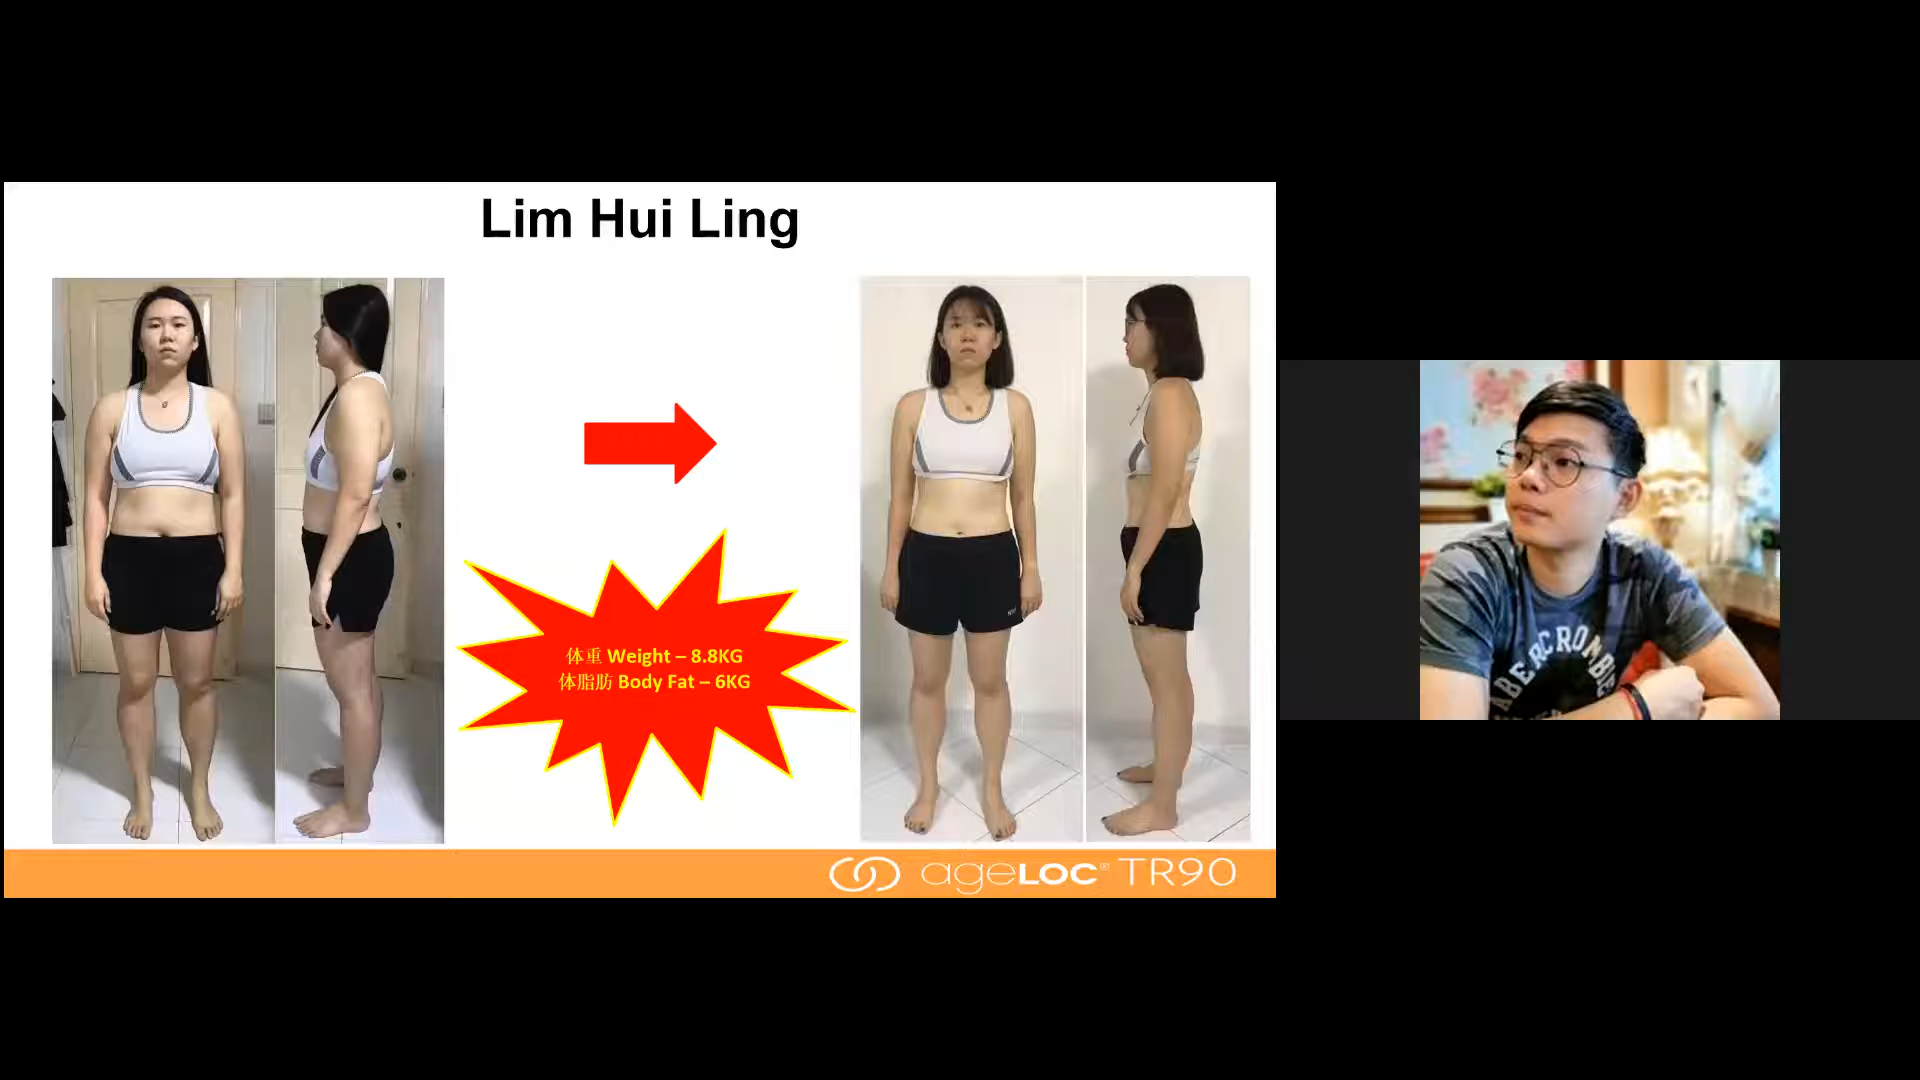 Lim Hui Ling
体重 Weight – 8.8KG
体脂肪 Body Fat – 6KG
ageLOC® TR90
ABERCROMBIE